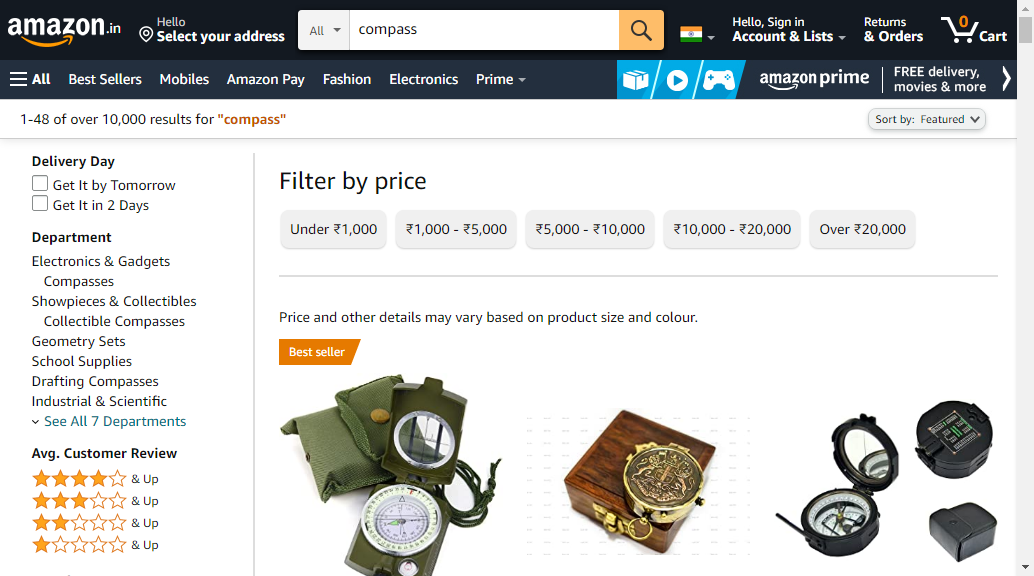 amazon.in
Hello
Select your address
All
compass
Hello, Sign in
Account & Lists
Returns
& Orders
0
Cart
All
Best Sellers
Mobiles
Amazon Pay
Fashion
Electronics
Prime
amazon prime
FREE delivery,
movies & more
1-48 of over 10,000 results for "compass"
Sort by: Featured
Delivery Day
Get It by Tomorrow
Get It in 2 Days
Department
Electronics & Gadgets
Compasses
Showpieces & Collectibles
Collectible Compasses
Geometry Sets
School Supplies
Drafting Compasses
Industrial & Scientific
See All 7 Departments
Avg. Customer Review
& Up
& Up
& Up
& Up
Filter by price
Under ₹1,000
₹1,000 - ₹5,000
₹5,000 - ₹10,000
₹10,000 - ₹20,000
Over ₹20,000
Price and other details may vary based on product size and colour.
Best seller